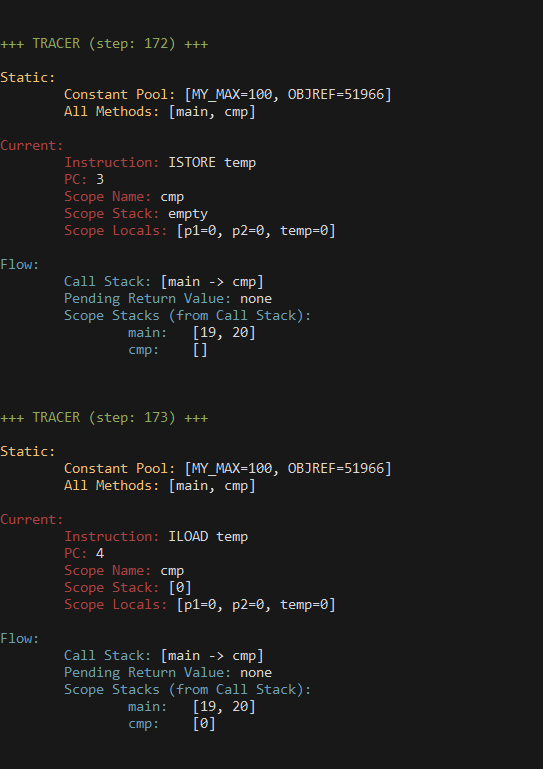 +++ TRACER (step: 172) +++
Static:
Constant Pool: [MY_MAX=100, OBJREF=51966]
All Methods: [main, cmp]
Current:
Instruction: ISTORE temp
PC: 3
Scope Name: cmp
Scope Stack: empty
Scope Locals: [p1=0, p2=0, temp=0]
Flow:
Call Stack: [main -> cmp]
Pending Return Value: none
Scope Stacks (from Call Stack):
main: [19, 20]
cmp: []
+++ TRACER (step: 173) +++
Static:
Constant Pool: [MY_MAX=100, OBJREF=51966]
All Methods: [main, cmp]
Current:
Instruction: ILOAD temp
PC: 4
Scope Name: cmp
Scope Stack: [0]
Scope Locals: [p1=0, p2=0, temp=0]
Flow:
Call Stack: [main -> cmp]
Pending Return Value: none
Scope Stacks (from Call Stack):
main: [19, 20]
cmp: [0]